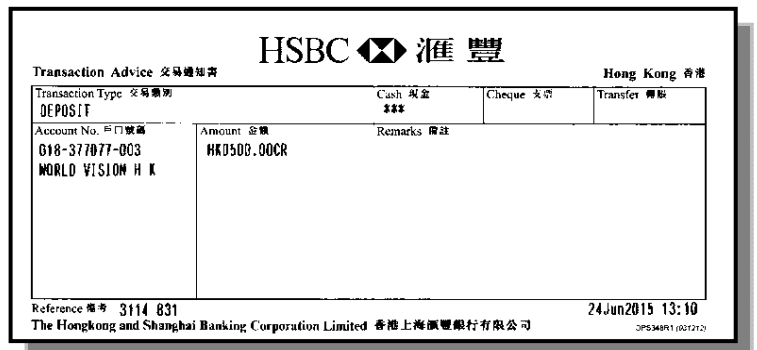 HSBC 滙豐
Transaction Advice 交易通知書 Hong Kong 香港
Transaction Type 交易類別 Cash 現金 Cheque 支票 Transfer 轉賬
DEPOSIT ***
Account No. 戶口號碼 Amount 金額 Remarks 備註
018-377077-003 HKD500.00CR
WORLD VISION H K
Reference 備考 3114 831 24Jun2015 13:10
The Hongkong and Shanghai Banking Corporation Limited 香港上海滙豐銀行有限公司